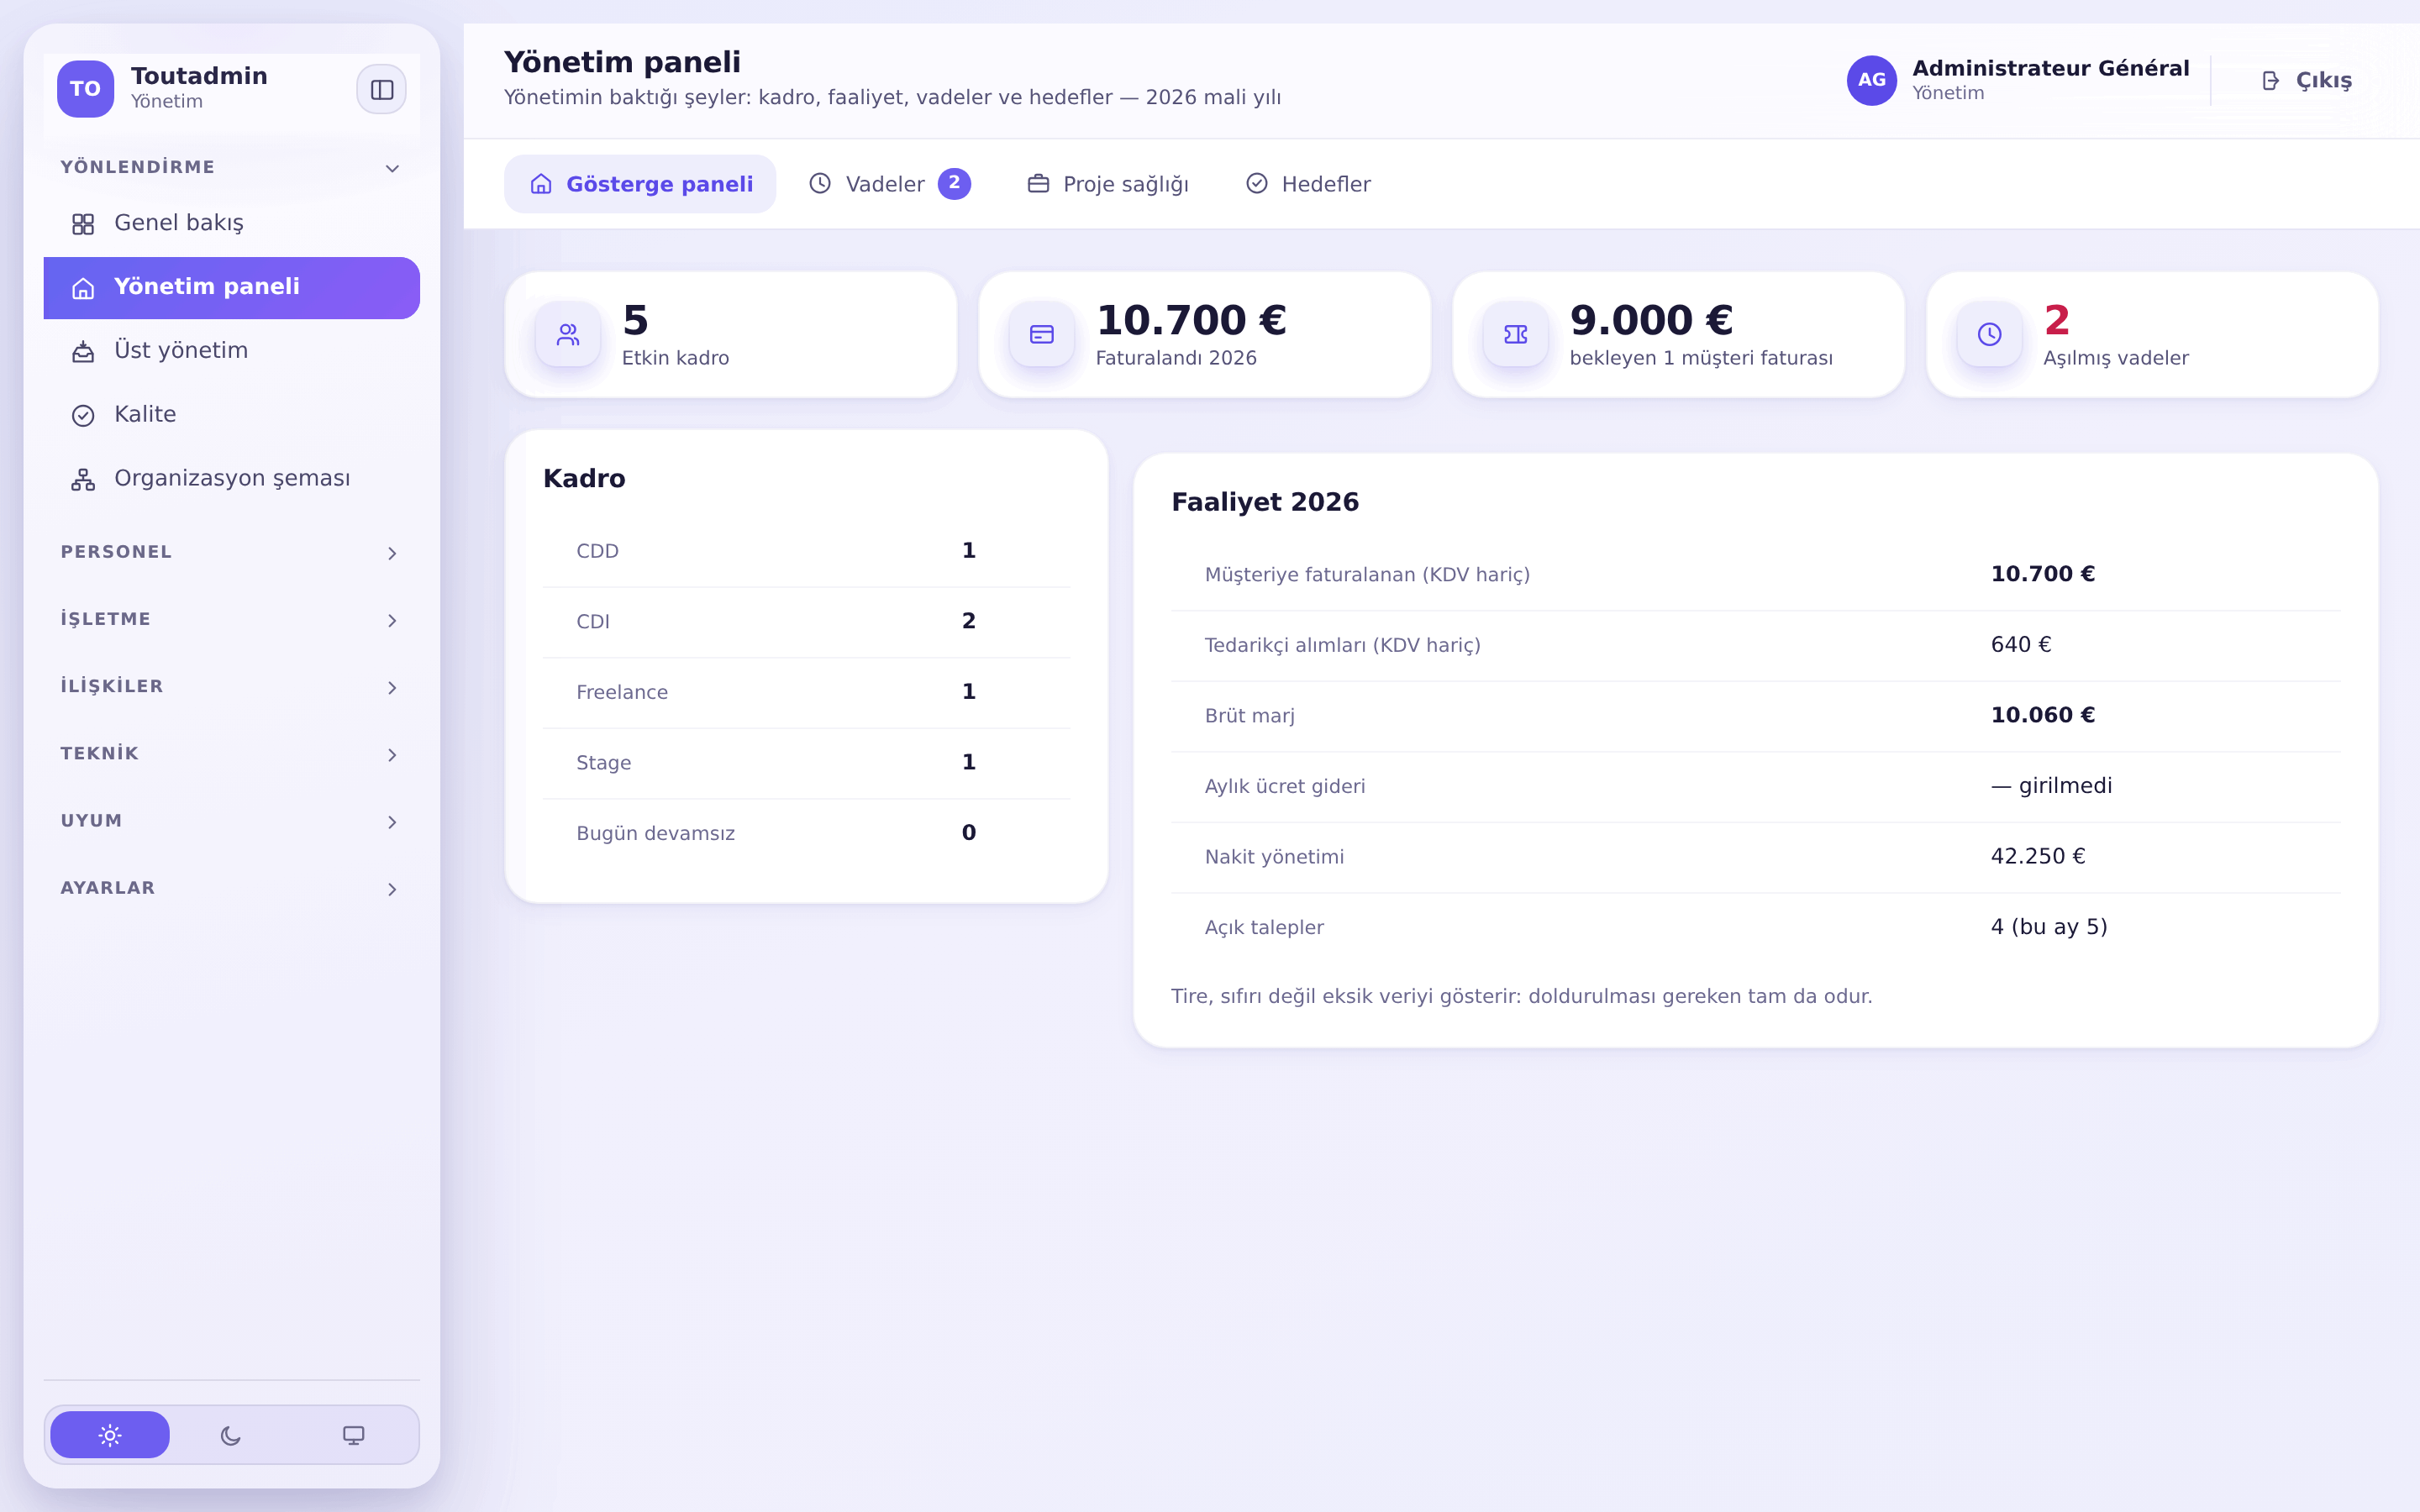 TO
Toutadmin
Yönetim
YÖNLENDİRME
Genel bakış
Yönetim paneli
Üst yönetim
Kalite
Organizasyon şeması
PERSONEL
İŞLETME
İLİŞKİLER
TEKNİK
UYUM
AYARLAR
Yönetim paneli
Yönetimin baktığı şeyler: kadro, faaliyet, vadeler ve hedefler — 2026 mali yılı
AG
Administrateur Général
Yönetim
Çıkış
Gösterge paneli
Vadeler 2
Proje sağlığı
Hedefler
5
Etkin kadro
10.700 €
Faturalandı 2026
9.000 €
bekleyen 1 müşteri faturası
2
Aşılmış vadeler
Kadro
CDD 1
CDI 2
Freelance 1
Stage 1
Bugün devamsız 0
Faaliyet 2026
Müşteriye faturalanan (KDV hariç) 10.700 €
Tedarikçi alımları (KDV hariç) 640 €
Brüt marj 10.060 €
Aylık ücret gideri — girilmedi
Nakit yönetimi 42.250 €
Açık talepler 4 (bu ay 5)
Tire, sıfırı değil eksik veriyi gösterir: doldurulması gereken tam da odur.